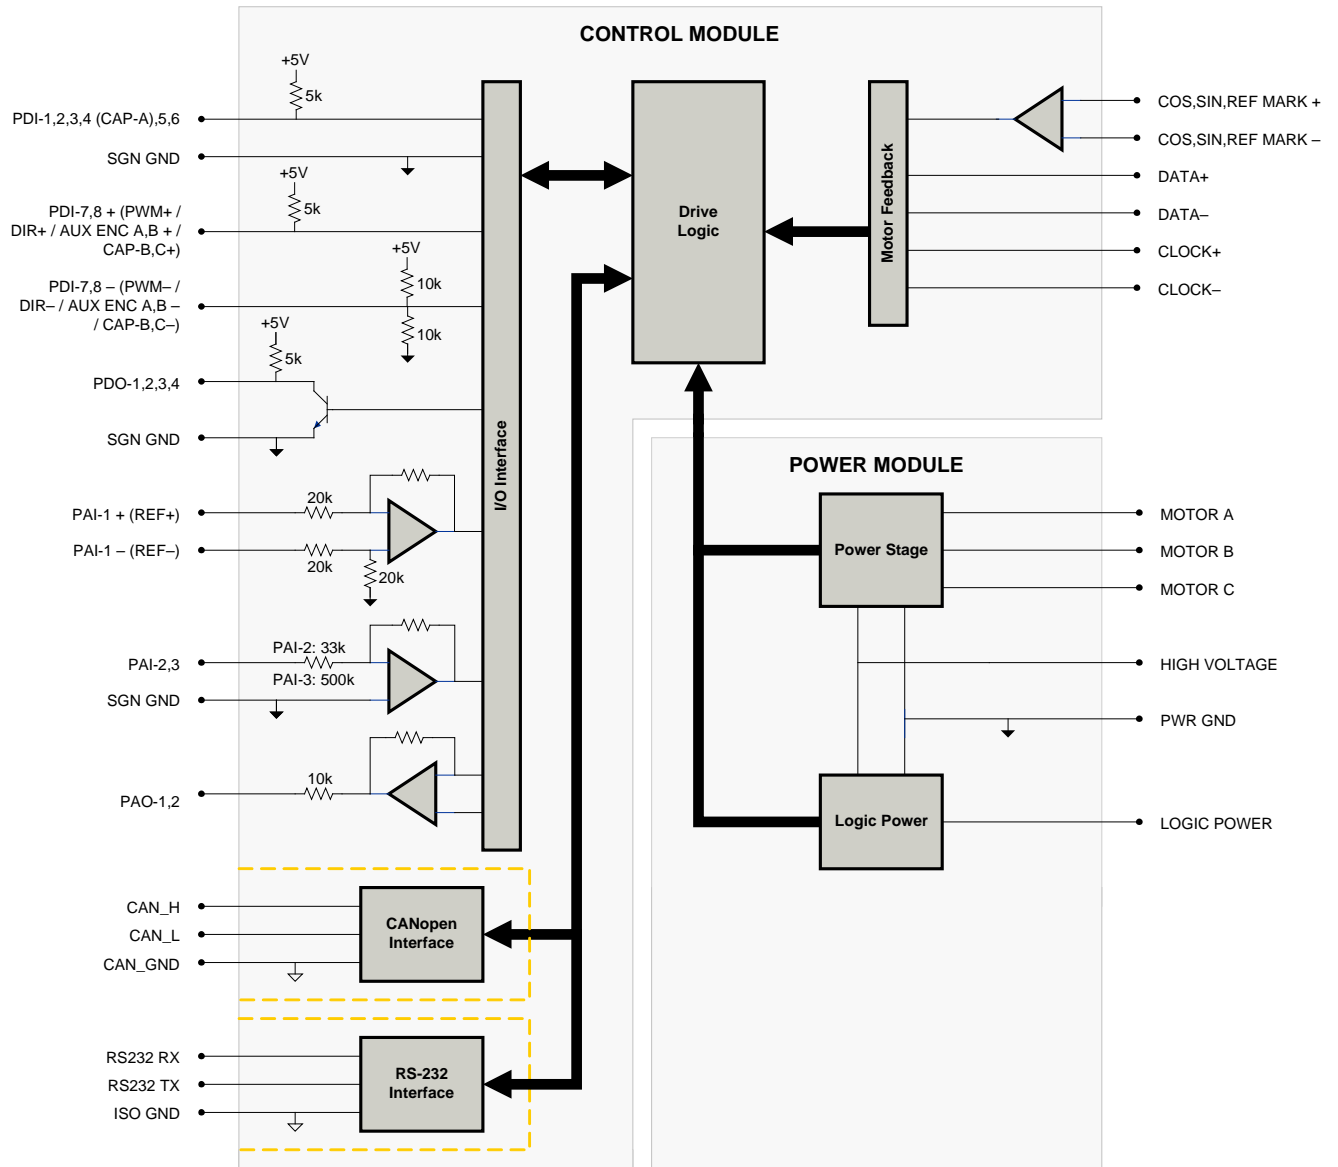 CONTROL MODULE
+5V
5k
PDI-1,2,3,4 (CAP-A),5,6
SGN GND
+5V
5k
PDI-7,8 + (PWM+ /
DIR+ / AUX ENC A,B + /
CAP-B,C+)
+5V
10k
PDI-7,8 – (PWM– /
DIR– / AUX ENC A,B –
/ CAP-B,C–)
10k
+5V
5k
PDO-1,2,3,4
SGN GND
20k
PAI-1 + (REF+)
PAI-1 – (REF–)
20k
20k
PAI-2: 33k
PAI-2,3
PAI-3: 500k
SGN GND
10k
PAO-1,2
I/O Interface
Drive
Logic
Motor Feedback
COS,SIN,REF MARK +
COS,SIN,REF MARK –
DATA+
DATA–
CLOCK+
CLOCK–
POWER MODULE
Power Stage
MOTOR A
MOTOR B
MOTOR C
HIGH VOLTAGE
PWR GND
Logic Power
LOGIC POWER
CAN_H
CAN_L
CAN_GND
CANopen
Interface
RS232 RX
RS232 TX
ISO GND
RS-232
Interface